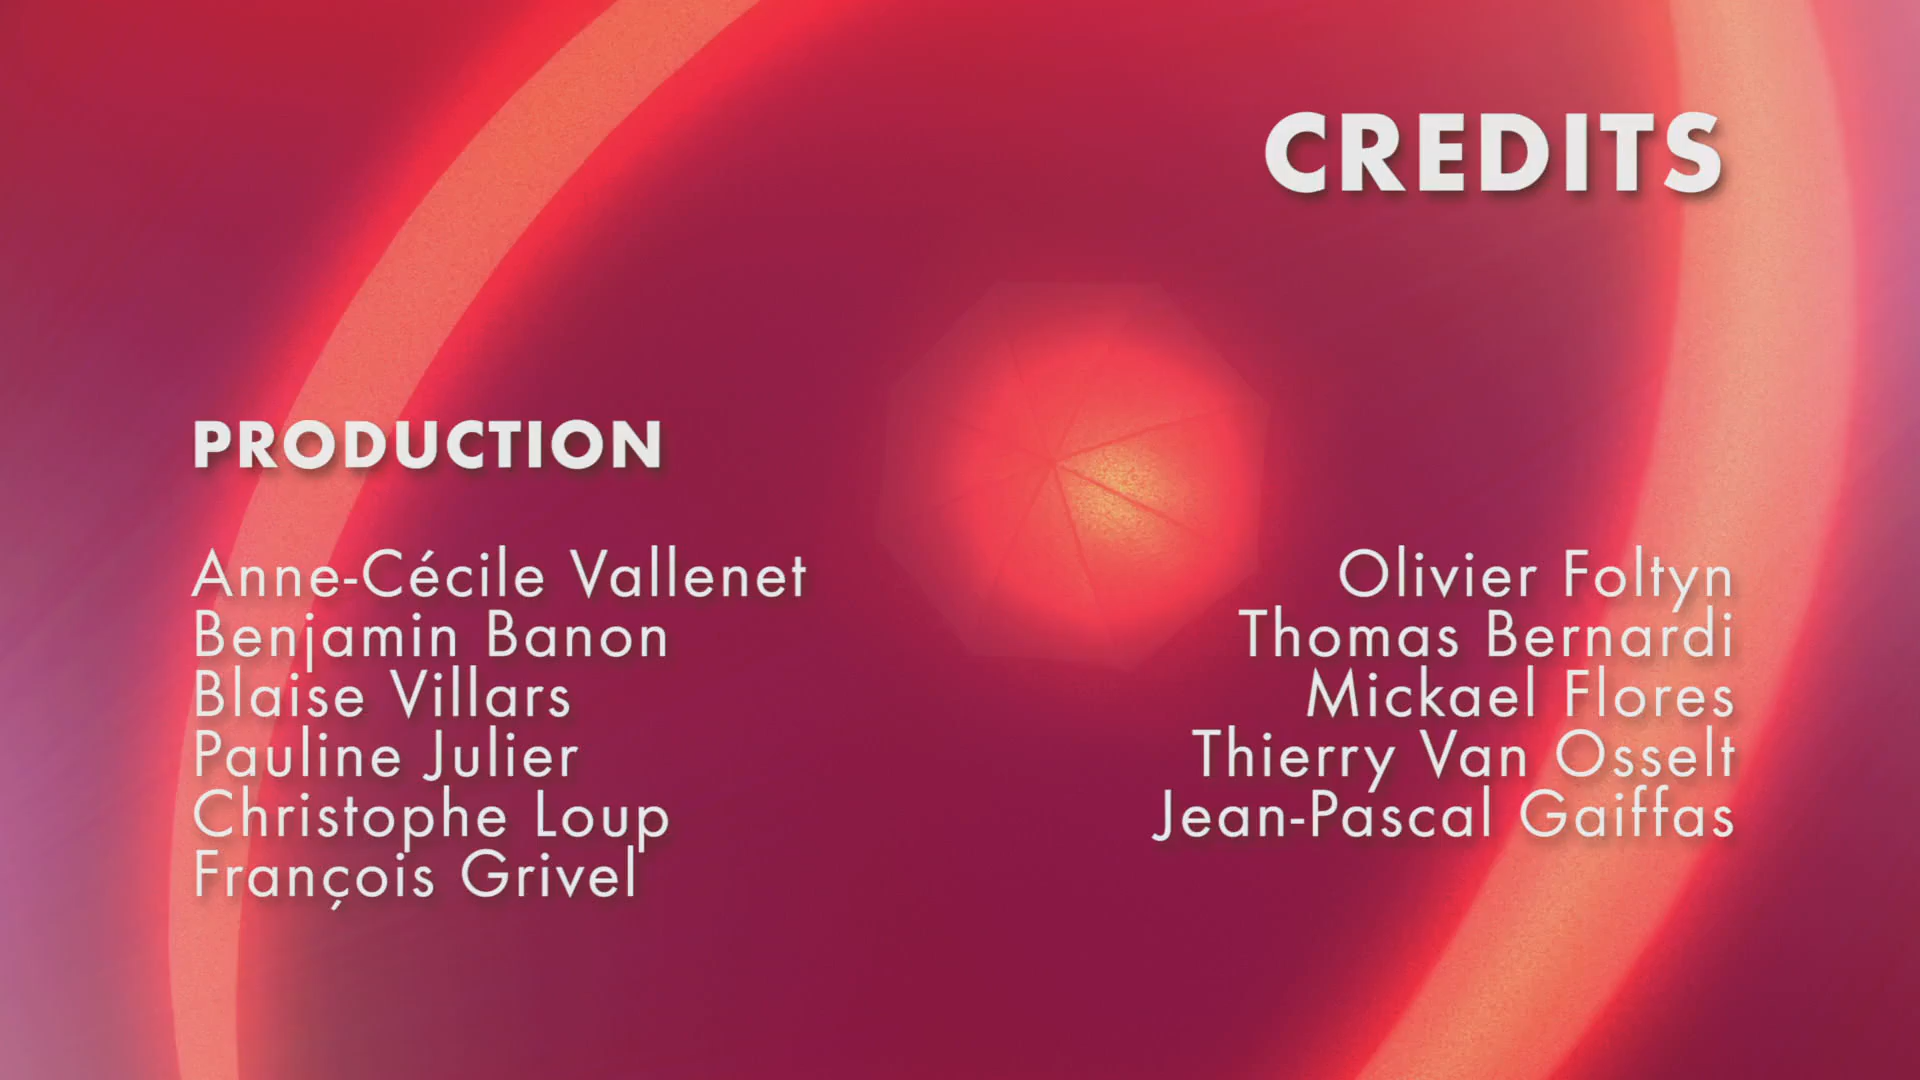 CREDITS
PRODUCTION
Anne-Cécile Vallenet
Benjamin Banon
Blaise Villars
Pauline Julier
Christophe Loup
François Grivel
Olivier Foltyn
Thomas Bernardi
Mickael Flores
Thierry Van Osselt
Jean-Pascal Gaiffas